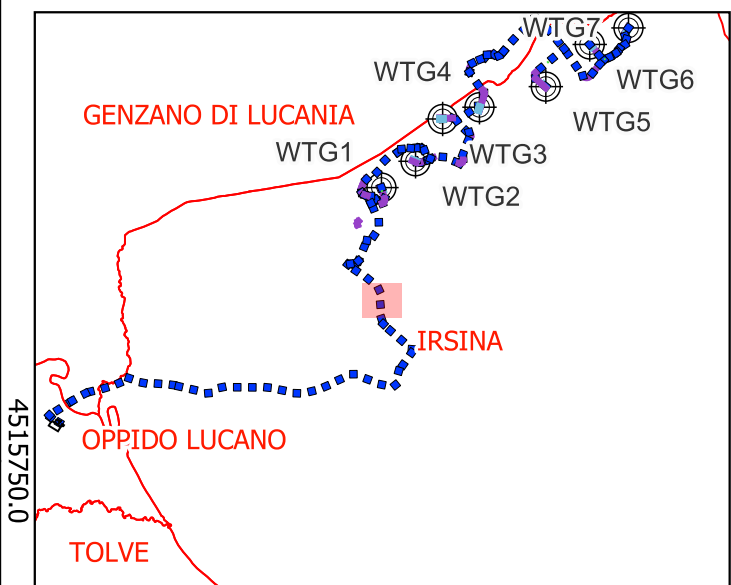 WTG7
WTG4
WTG6
GENZANO DI LUCANIA
WTG5
WTG1
WTG3
WTG2
IRSINA
OPPIDO LUCANO
4515750.0
TOLVE